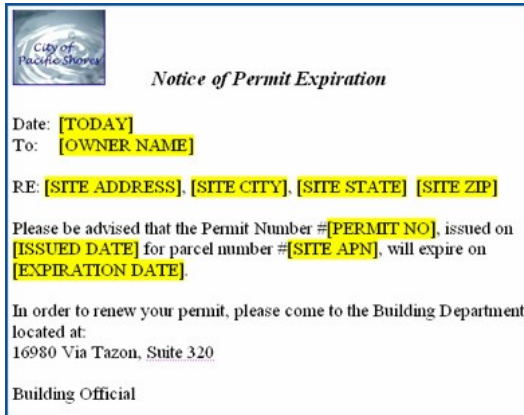 City of
Pacific Shores
Notice of Permit Expiration
Date: [TODAY]
To: [OWNER NAME]
RE: [SITE ADDRESS], [SITE CITY], [SITE STATE] [SITE ZIP]
Please be advised that the Permit Number #[PERMIT NO], issued on
[ISSUED DATE] for parcel number #[SITE APN], will expire on
[EXPIRATION DATE].
In order to renew your permit, please come to the Building Department
located at:
16980 Via Tazon, Suite 320
Building Official